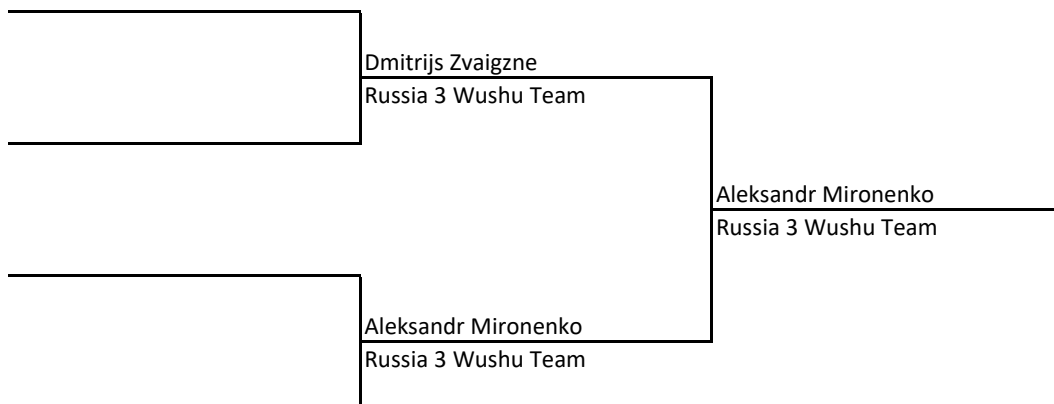 Dmitrijs Zvaigzne
Russia 3 Wushu Team
Aleksandr Mironenko
Russia 3 Wushu Team
Aleksandr Mironenko
Russia 3 Wushu Team